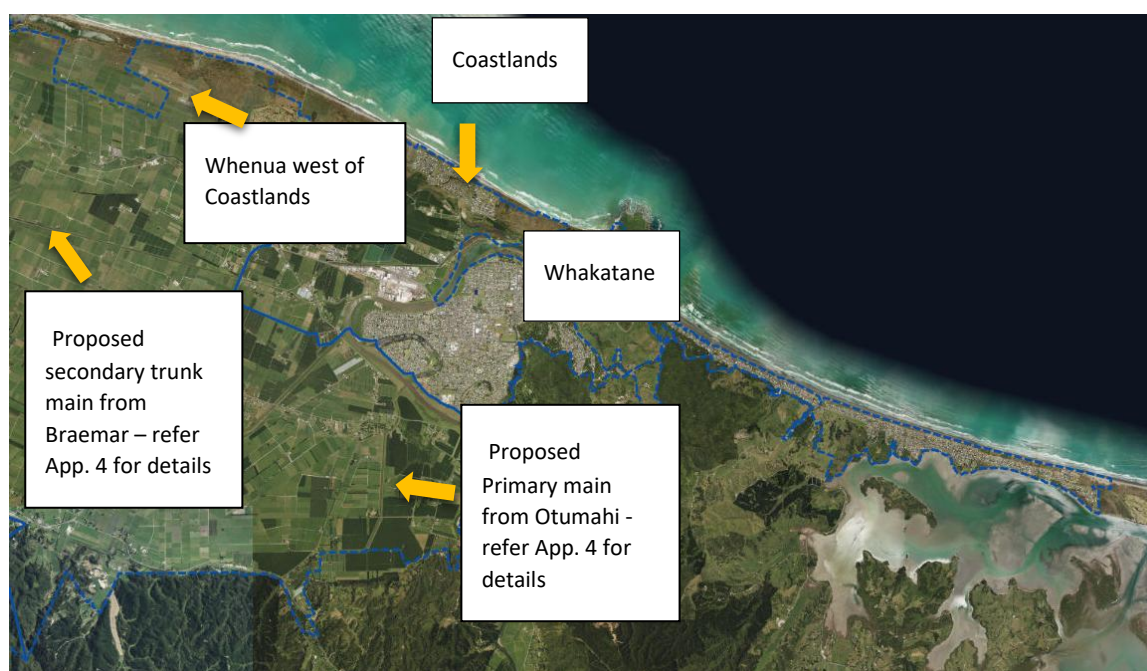 Coastlands
Whenua west of
Coastlands
Whakatane
Proposed
secondary trunk
main from
Braemar – refer
App. 4 for details
Proposed
Primary main
from Otumahi -
refer App. 4 for
details